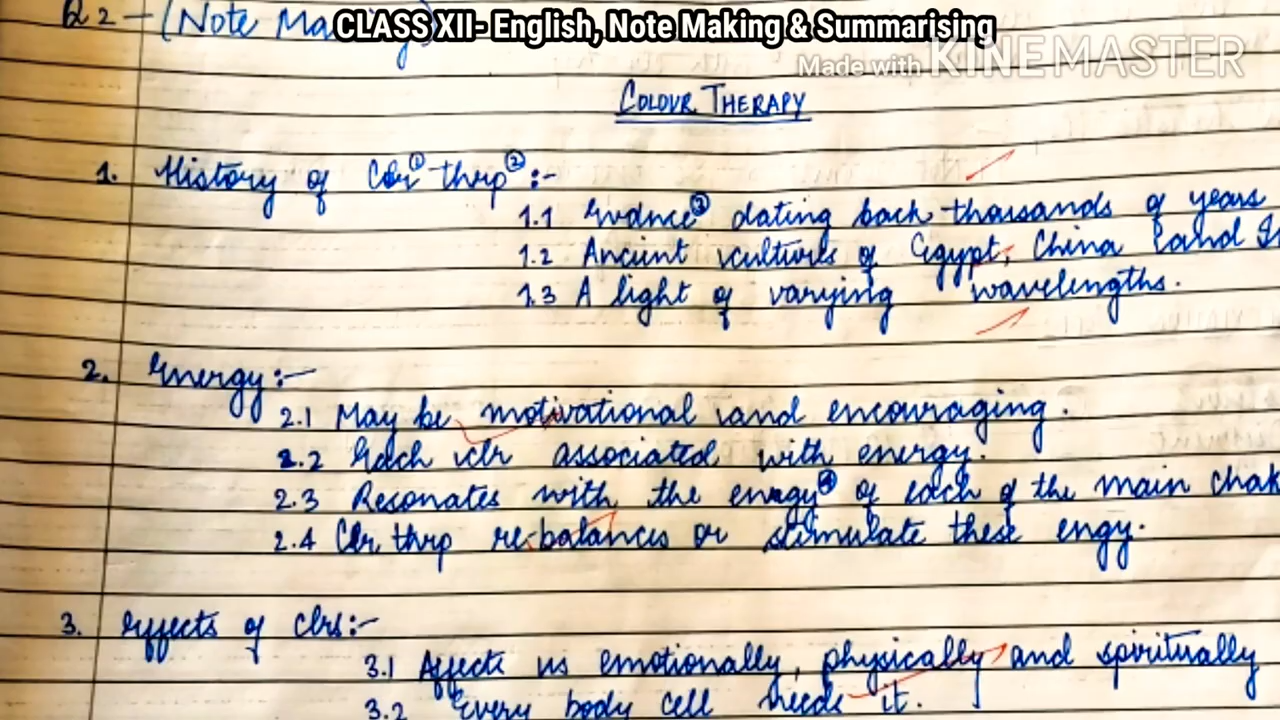 CLASS XII- English, Note Making & Summarising
Q2 - (Note Ma
Made with KINEMASTER
COLOUR THERAPY
1. History of Clr① thrp② :-
1.1 Evdnce③ dating back thousands of years
1.2 Ancient cultures of Egypt, China and
1.3 A light of varying wavelengths.
2. Energy :-
2.1 May be motivational and encouraging.
2.2 Each clr associated with energy.
2.3 Resonates with the enrgy④ of each of the main chak
2.4 Clr thrp re-balances or stimulate these engy.
3. Effects of clrs :-
3.1 Affects us emotionally, physically and spiritually
3.2 Every body cell needs it.